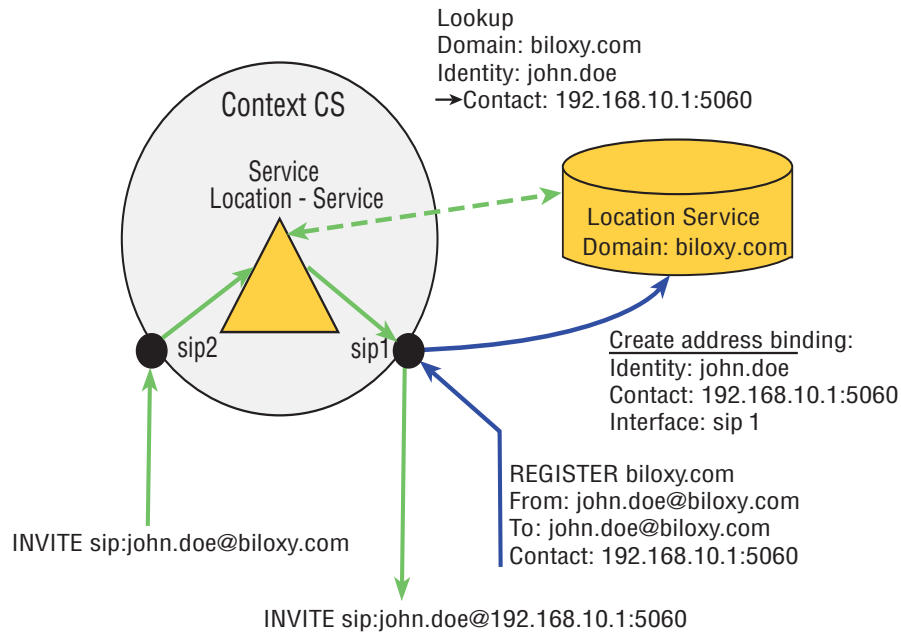 Lookup
Domain: biloxy.com
Identity: john.doe
→Contact: 192.168.10.1:5060
Context CS
Service
Location - Service
Location Service
Domain: biloxy.com
sip2
sip1
Create address binding:
Identity: john.doe
Contact: 192.168.10.1:5060
Interface: sip 1
REGISTER biloxy.com
From: john.doe@biloxy.com
To: john.doe@biloxy.com
Contact: 192.168.10.1:5060
INVITE sip:john.doe@biloxy.com
INVITE sip:john.doe@192.168.10.1:5060